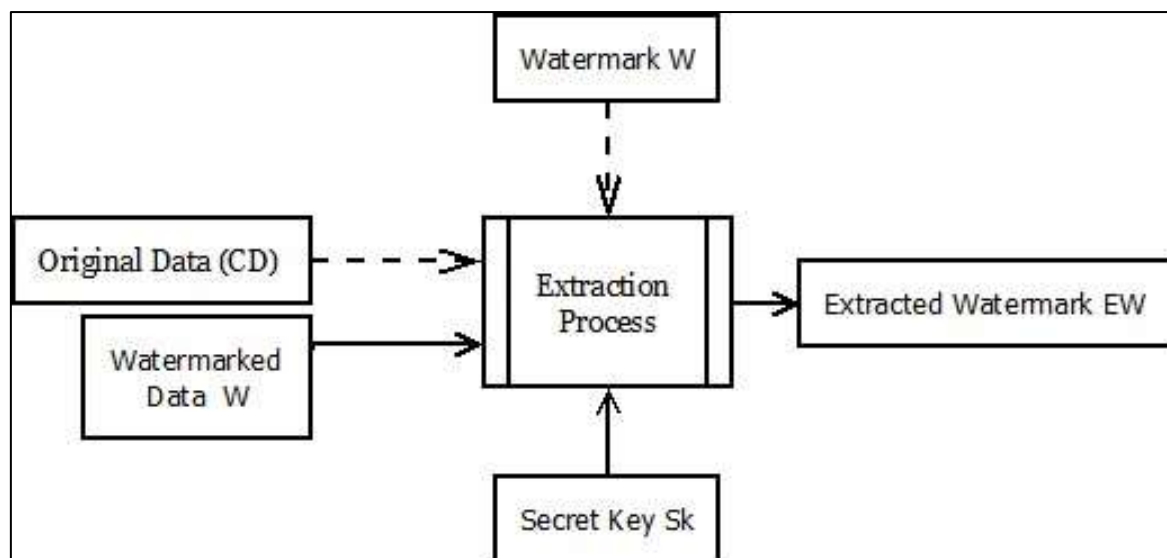 Watermark W
Original Data (CD)
Extraction
Process
Extracted Watermark EW
Watermarked
Data W
Secret Key Sk